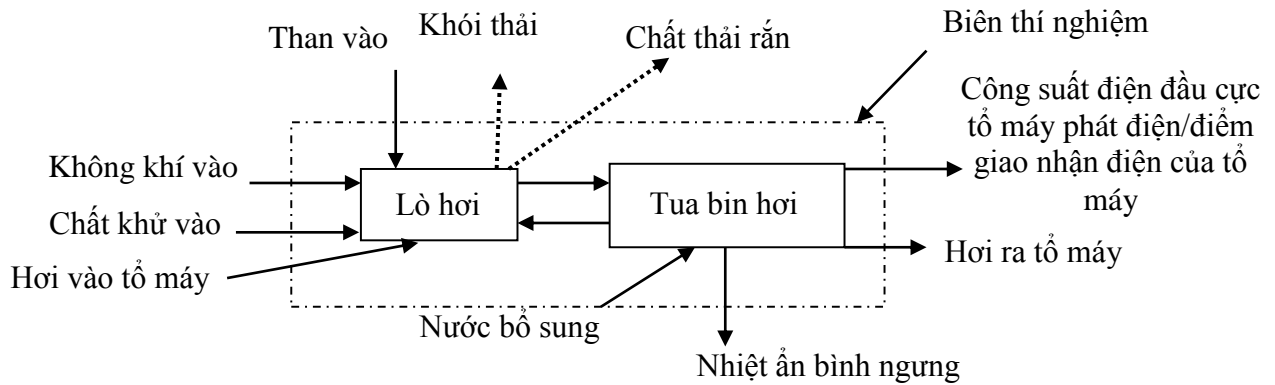 Than vào
Khói thải
Chất thải rắn
Biên thí nghiệm
Công suất điện đầu cực
tổ máy phát điện/điểm
giao nhận điện của tổ
máy
Không khí vào
Lò hơi
Tua bin hơi
Chất khử vào
Hơi vào tổ máy
Hơi ra tổ máy
Nước bổ sung
Nhiệt ẩn bình ngưng